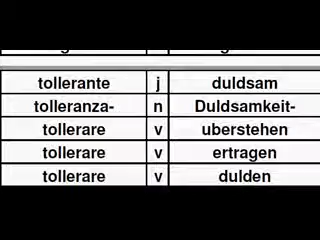 tollerante j duldsam
tolleranza- n Duldsamkeit-
tollerare v uberstehen
tollerare v ertragen
tollerare v dulden